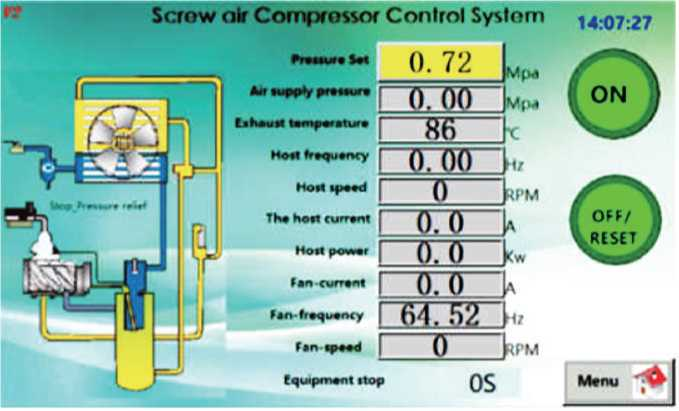 P2
Screw air Compressor Control System
14:07:27
Pressure Set 0.72 Mpa
Air supply pressure 0.00 Mpa
Exhaust temperature 86 ℃
Host frequency 0.00 Hz
Host speed 0 RPM
The host current 0.0 A
Host power 0.0 Kw
Fan-current 0.0 A
Fan-frequency 64.52 Hz
Fan-speed 0 RPM
Equipment stop 0S
Stop_Pressure relief
ON
OFF/
RESET
Menu